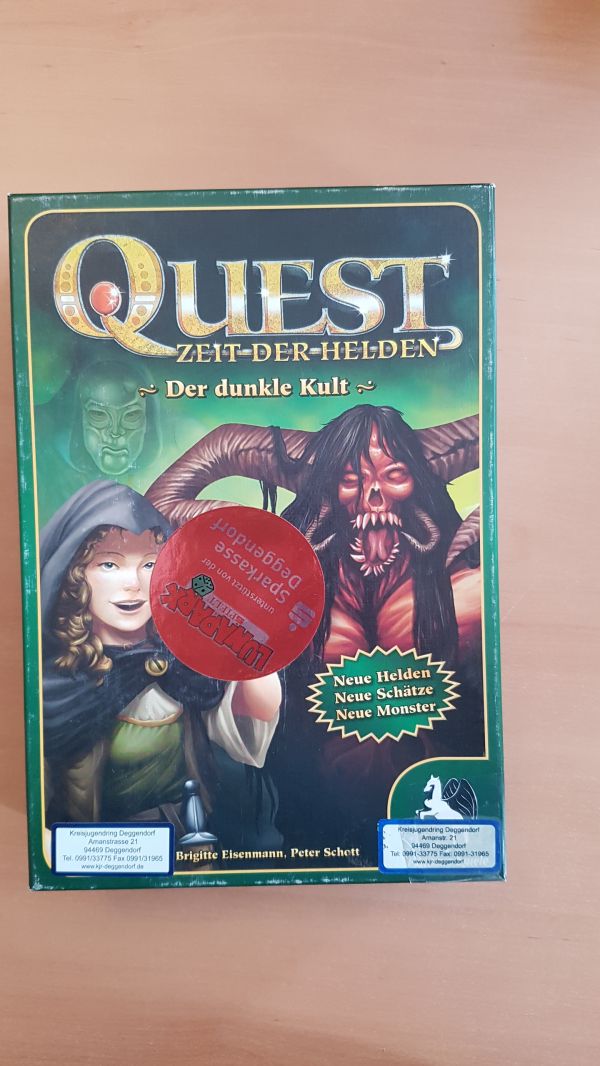 QUEST
ZEIT DER HELDEN
~ Der dunkle Kult ~
Sparkasse
Deggendorf
unterstützt von der
LUNAPARK
Neue Helden
Neue Schätze
Neue Monster
Kreisjugendring Deggendorf
Amanstrasse 21
94469 Deggendorf
Tel. 0991/33775 Fax 0991/31965
www.kjr-deggendorf.de
Brigitte Eisenmann, Peter Schott
Kreisjugendring Deggendorf
Amanstr. 21
94469 Deggendorf
Tel: 0991-33775 Fax: 0991-31965
www.kjr-deggendorf.de